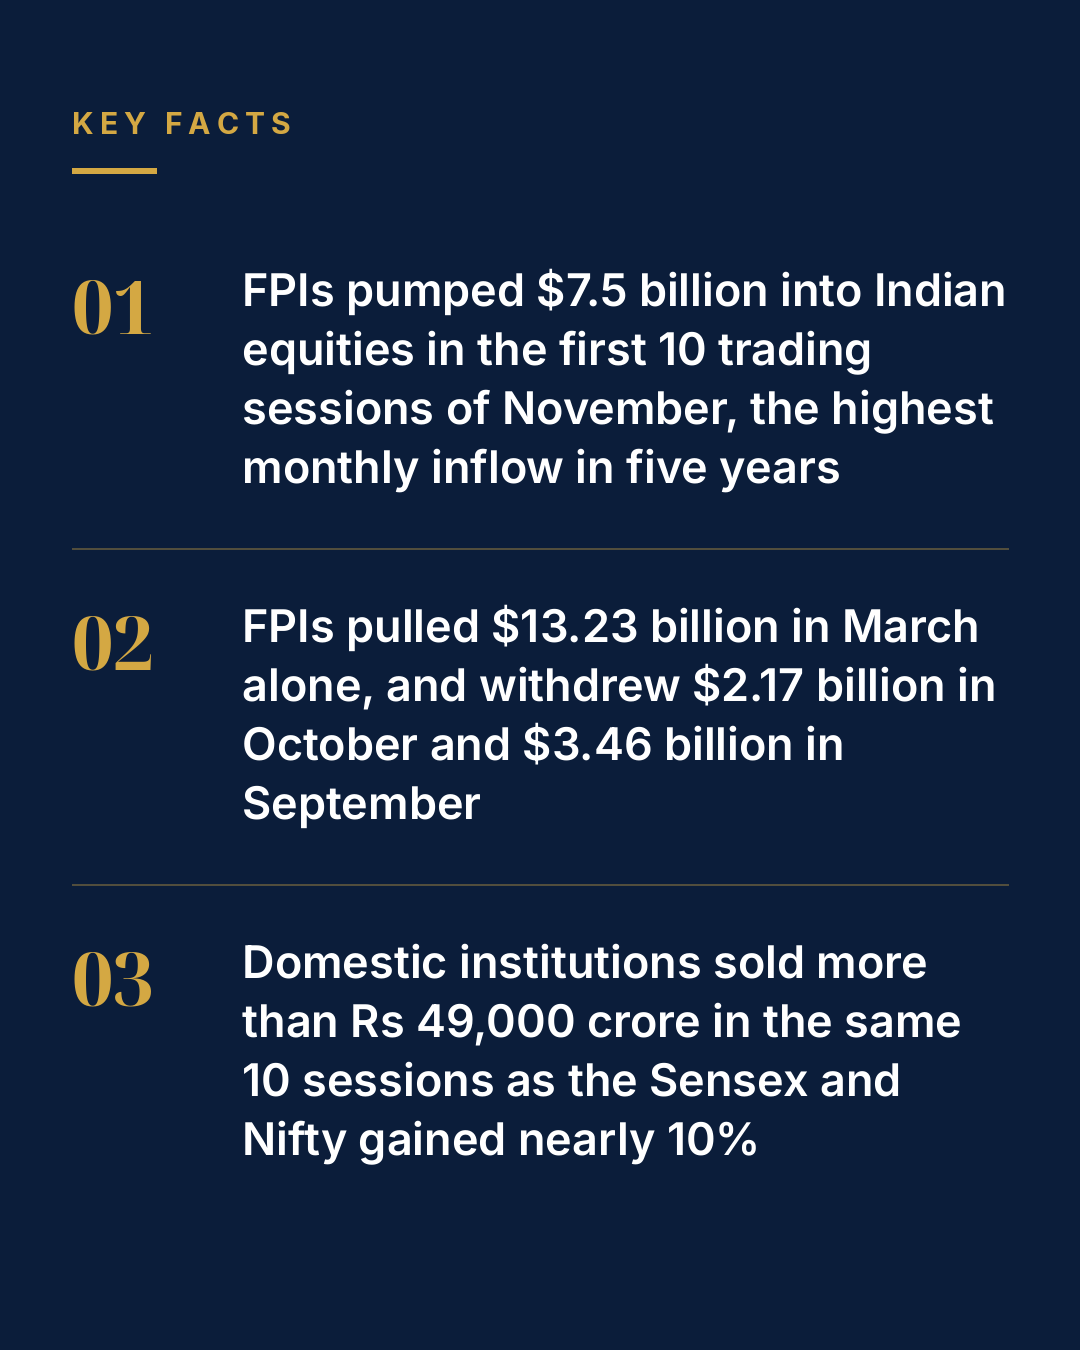 KEY FACTS
01
FPIs pumped $7.5 billion into Indian
equities in the first 10 trading
sessions of November, the highest
monthly inflow in five years
02
FPIs pulled $13.23 billion in March
alone, and withdrew $2.17 billion in
October and $3.46 billion in
September
03
Domestic institutions sold more
than Rs 49,000 crore in the same
10 sessions as the Sensex and
Nifty gained nearly 10%